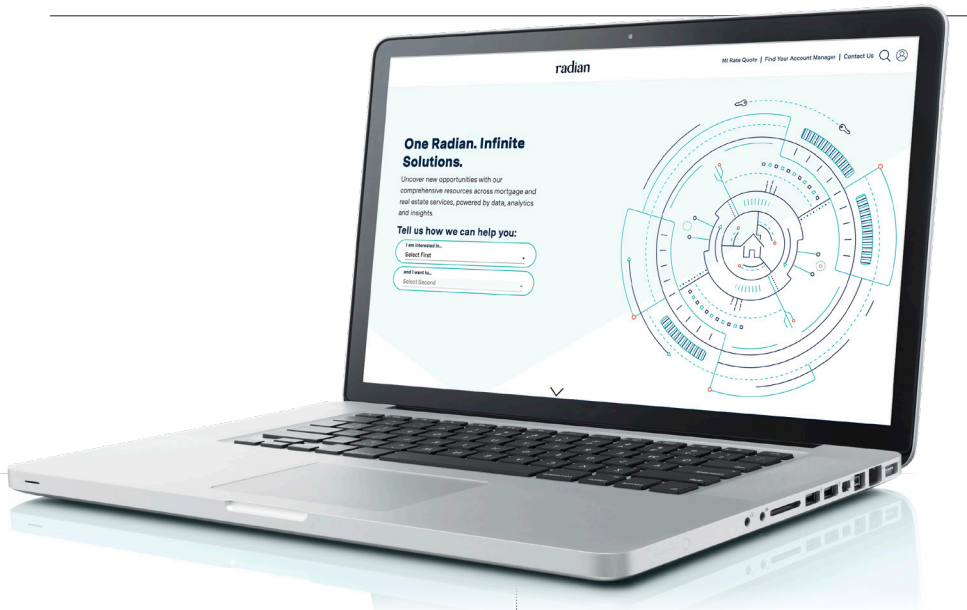 radian
MI Rate Quote | Find Your Account Manager | Contact Us
One Radian. Infinite
Solutions.
Uncover new opportunities with our
comprehensive resources across mortgage and
real estate services, powered by data, analytics
and insights.
Tell us how we can help you:
I am interested in...
Select First
and I want to...
Select Second